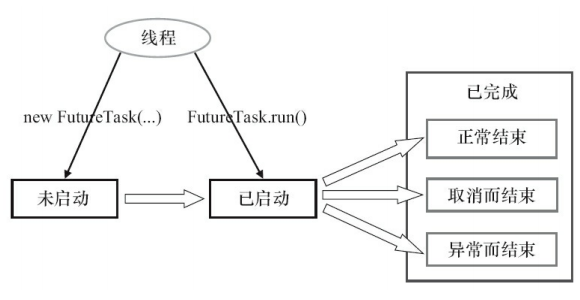 线程
new FutureTask(...)
FutureTask.run()
已完成
正常结束
未启动
已启动
取消而结束
异常而结束